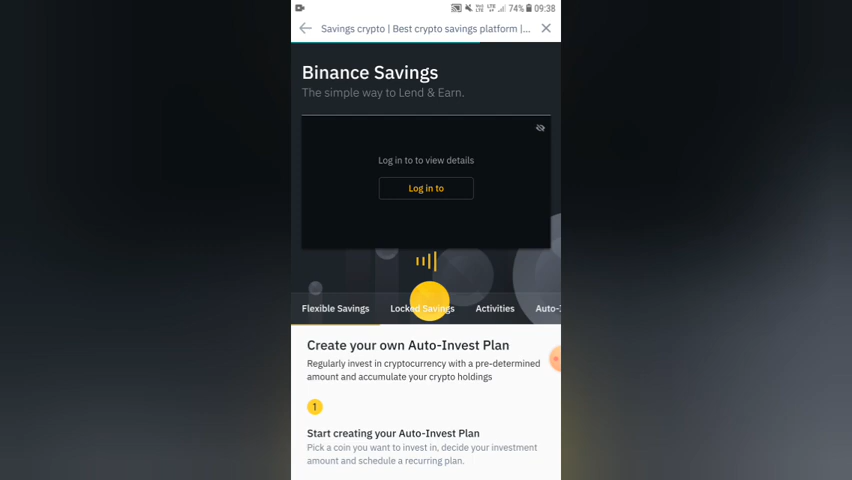 74% 09:38
Savings crypto | Best crypto savings platform |...
Binance Savings
The simple way to Lend & Earn.
Log in to to view details
Log in to
Flexible Savings Locked Savings Activities Auto-I
Create your own Auto-Invest Plan
Regularly invest in cryptocurrency with a pre-determined
amount and accumulate your crypto holdings
1
Start creating your Auto-Invest Plan
Pick a coin you want to invest in, decide your investment
amount and schedule a recurring plan.